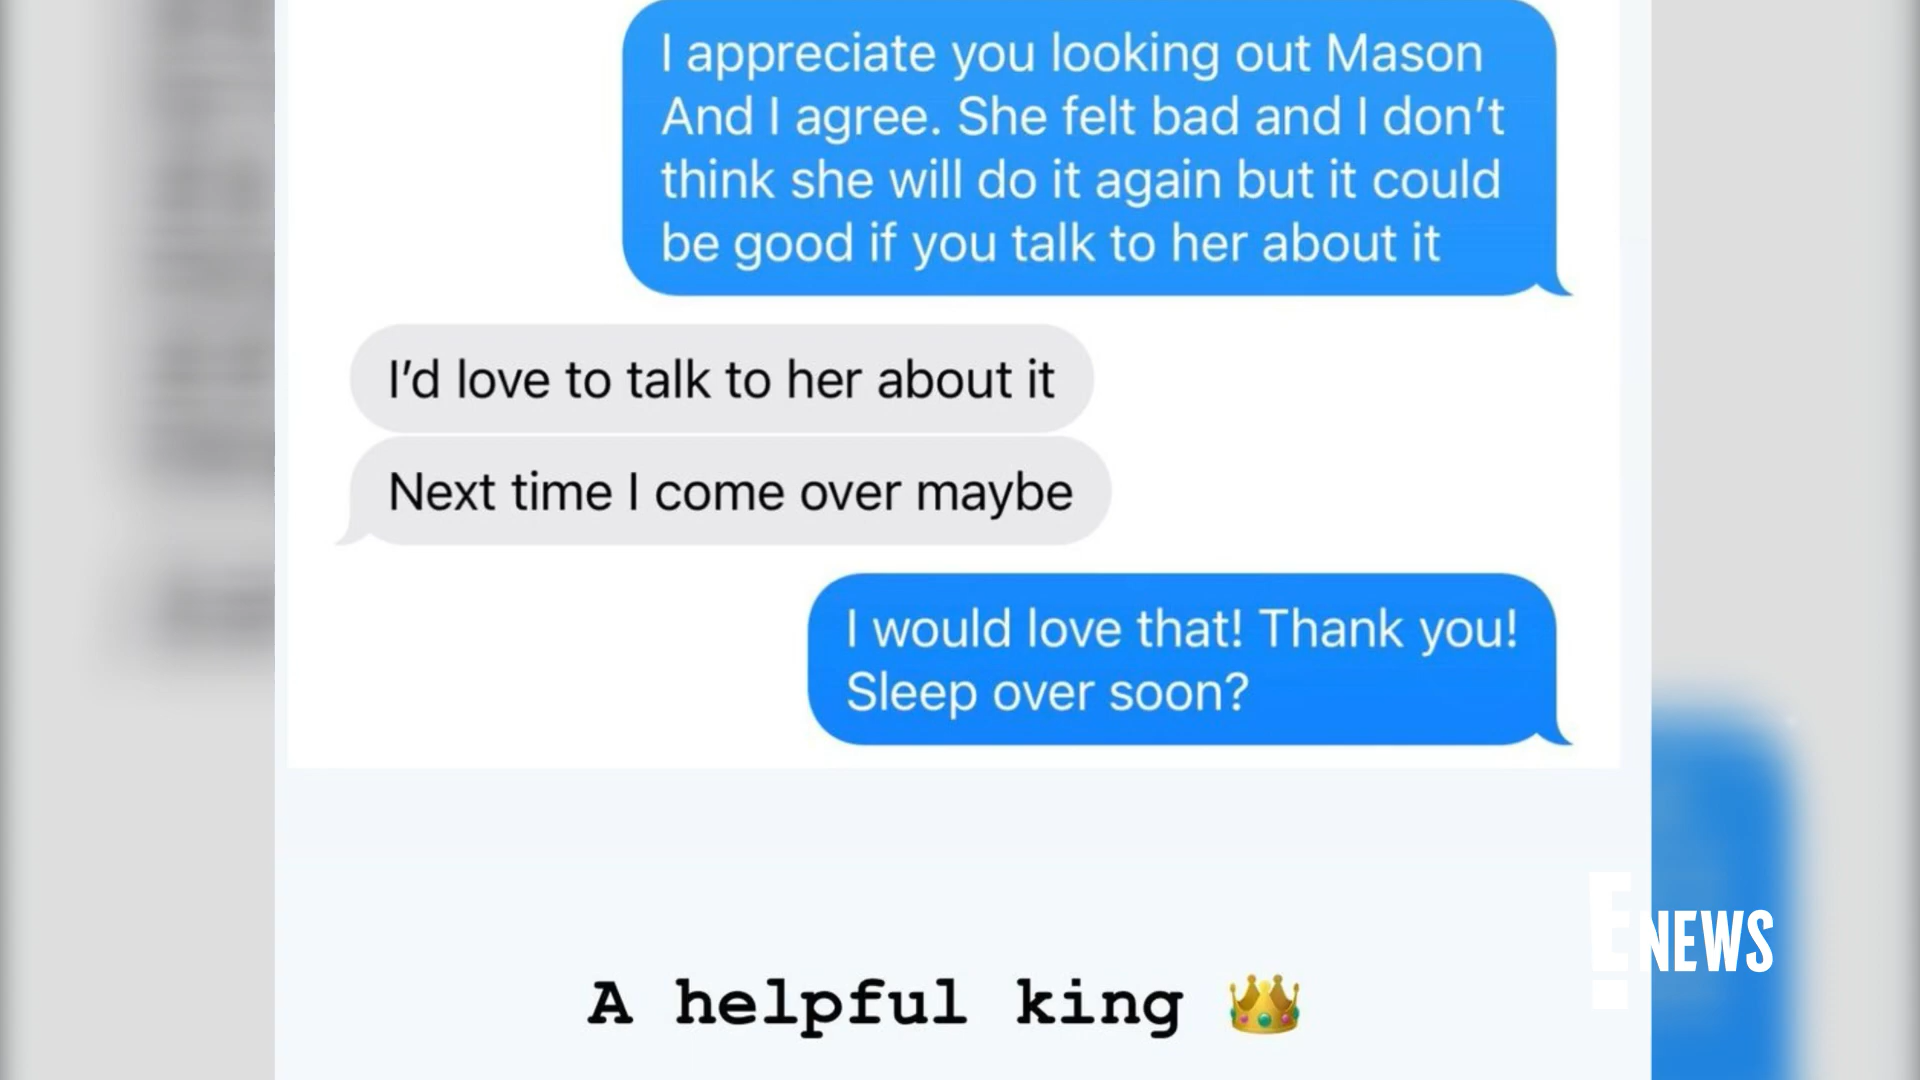 I appreciate you looking out Mason
And I agree. She felt bad and I don’t
think she will do it again but it could
be good if you talk to her about it
I’d love to talk to her about it
Next time I come over maybe
I would love that! Thank you!
Sleep over soon?
A helpful king 👑
E NEWS